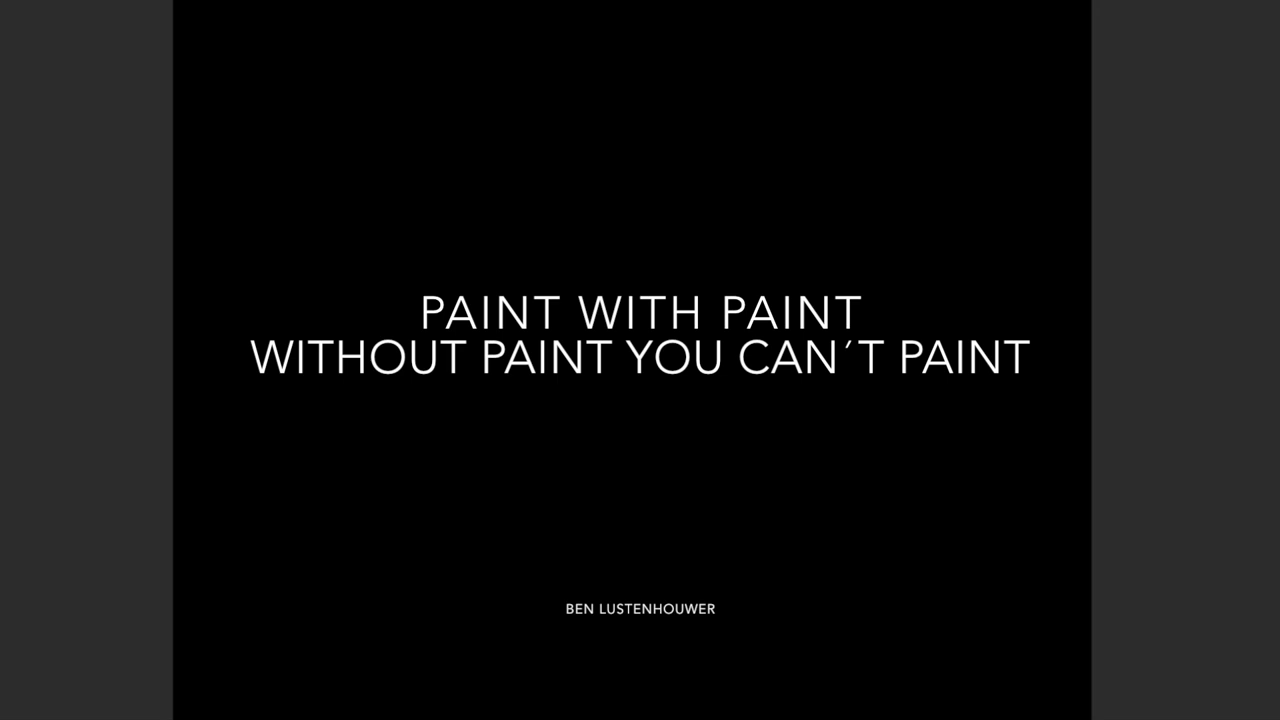 PAINT WITH PAINT
WITHOUT PAINT YOU CAN´T PAINT
BEN LUSTENHOUWER